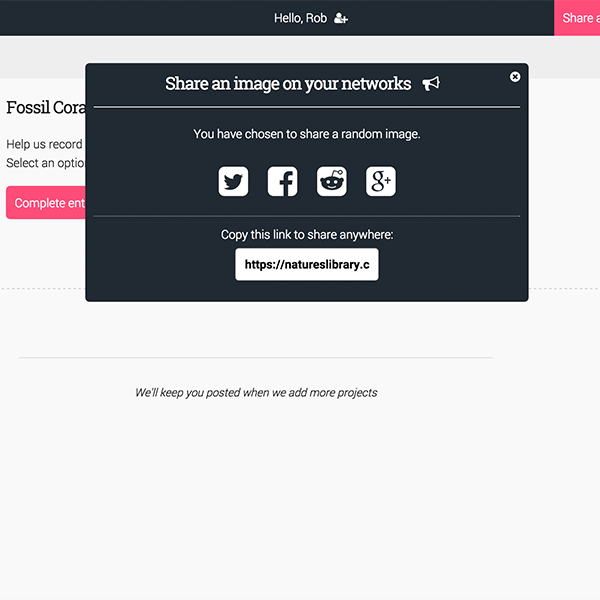 Hello, Rob
Share a
Share an image on your networks
You have chosen to share a random image.
g+
Copy this link to share anywhere:
https://natureslibrary.c
Fossil Cora
Help us record
Select an optio
Complete ent
We'll keep you posted when we add more projects